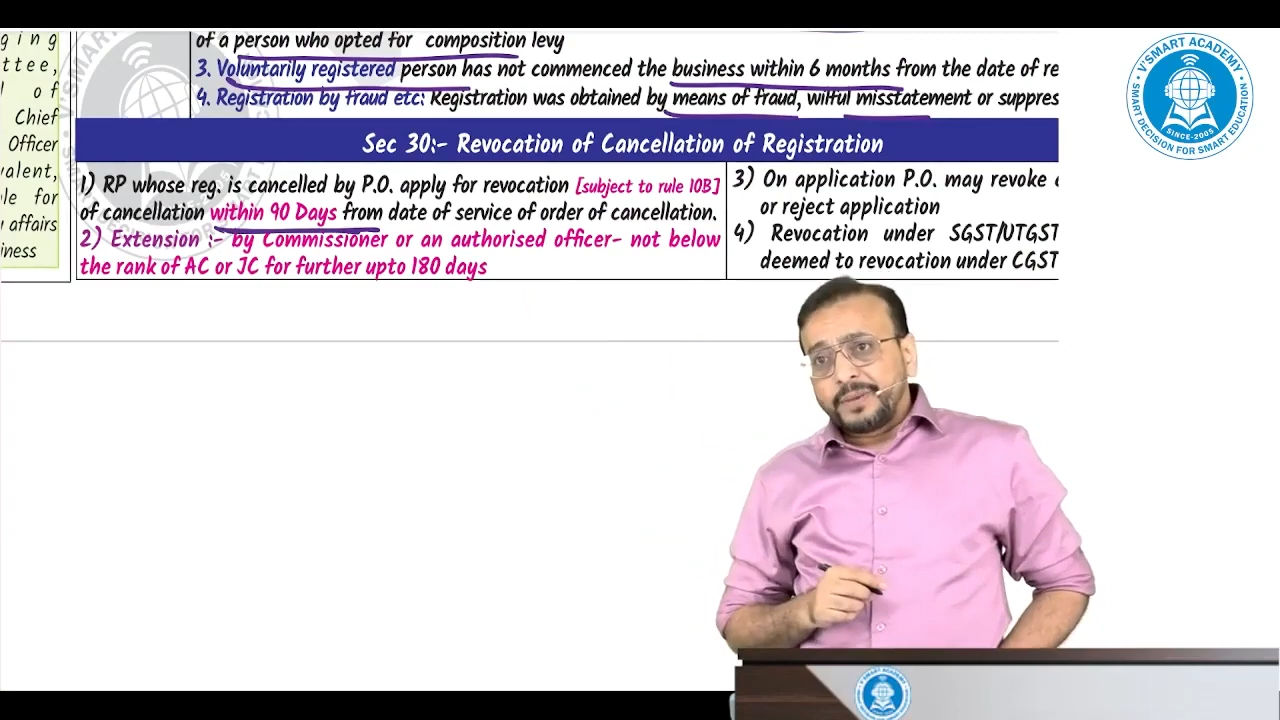 ging
ttee,
l of
Chief
Officer
valent,
le for
affairs
iness
of a person who opted for composition levy
3. Voluntarily registered person has not commenced the business within 6 months from the date of re
4. Registration by fraud etc: Registration was obtained by means of fraud, wilful misstatement or suppres
Sec 30:- Revocation of Cancellation of Registration
1) RP whose reg. is cancelled by P.O. apply for revocation [subject to rule 10B]
of cancellation within 90 Days from date of service of order of cancellation.
2) Extension :- by Commissioner or an authorised officer- not below
the rank of AC or JC for further upto 180 days
3) On application P.O. may revoke
or reject application
4) Revocation under SGST/UTGST
deemed to revocation under CGST
V'SMART ACADEMY
SINCE-2005
SMART DECISION FOR SMART EDUCATION